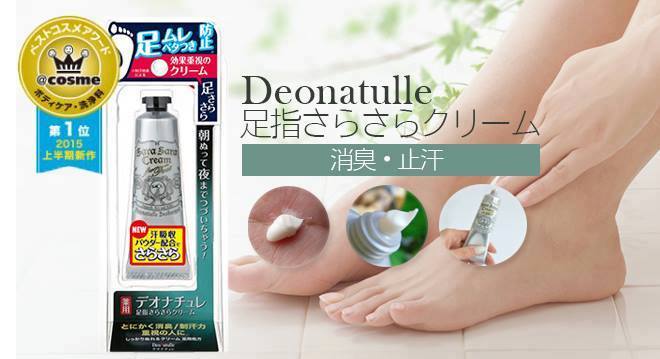 ベストコスメアワード
@cosme
ボディケア・洗浄料
第1位
2015
上半期新作
足ムレ
ベタつき
防止
効果重視の
クリーム
足さらさら
朝ぬって夜までつづいちゃう!
Sara Sara
Cream
NEW
汗吸収
パウダー配合で
さらさら
薬用
デオナチュレ
足指さらさらクリーム
とにかく消臭/制汗力
重視の人に
Deonatulle
Deonatulle
足指さらさらクリーム
消臭・止汗